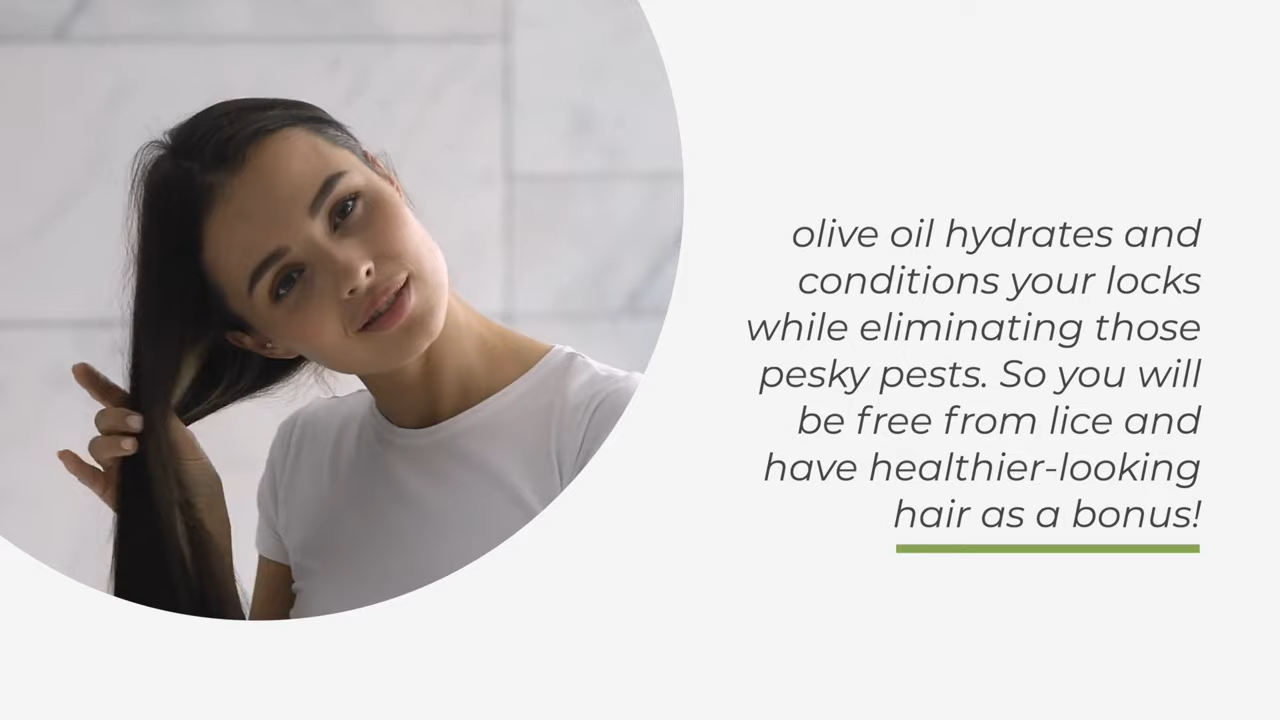 olive oil hydrates and
conditions your locks
while eliminating those
pesky pests. So you will
be free from lice and
have healthier-looking
hair as a bonus!